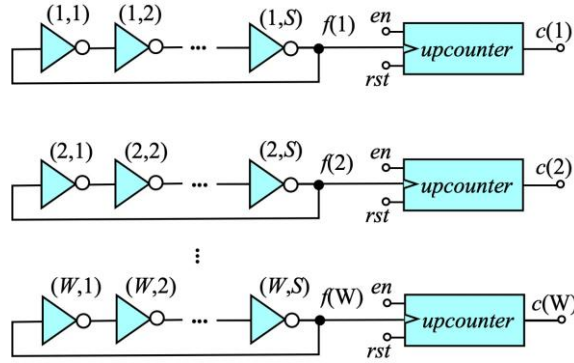 (1,1) (1,2) (1,S) f(1) en c(1)
... upcounter
rst
(2,1) (2,2) (2,S) f(2) en c(2)
... upcounter
rst
...
(W,1) (W,2) (W,S) f(W) en c(W)
... upcounter
rst